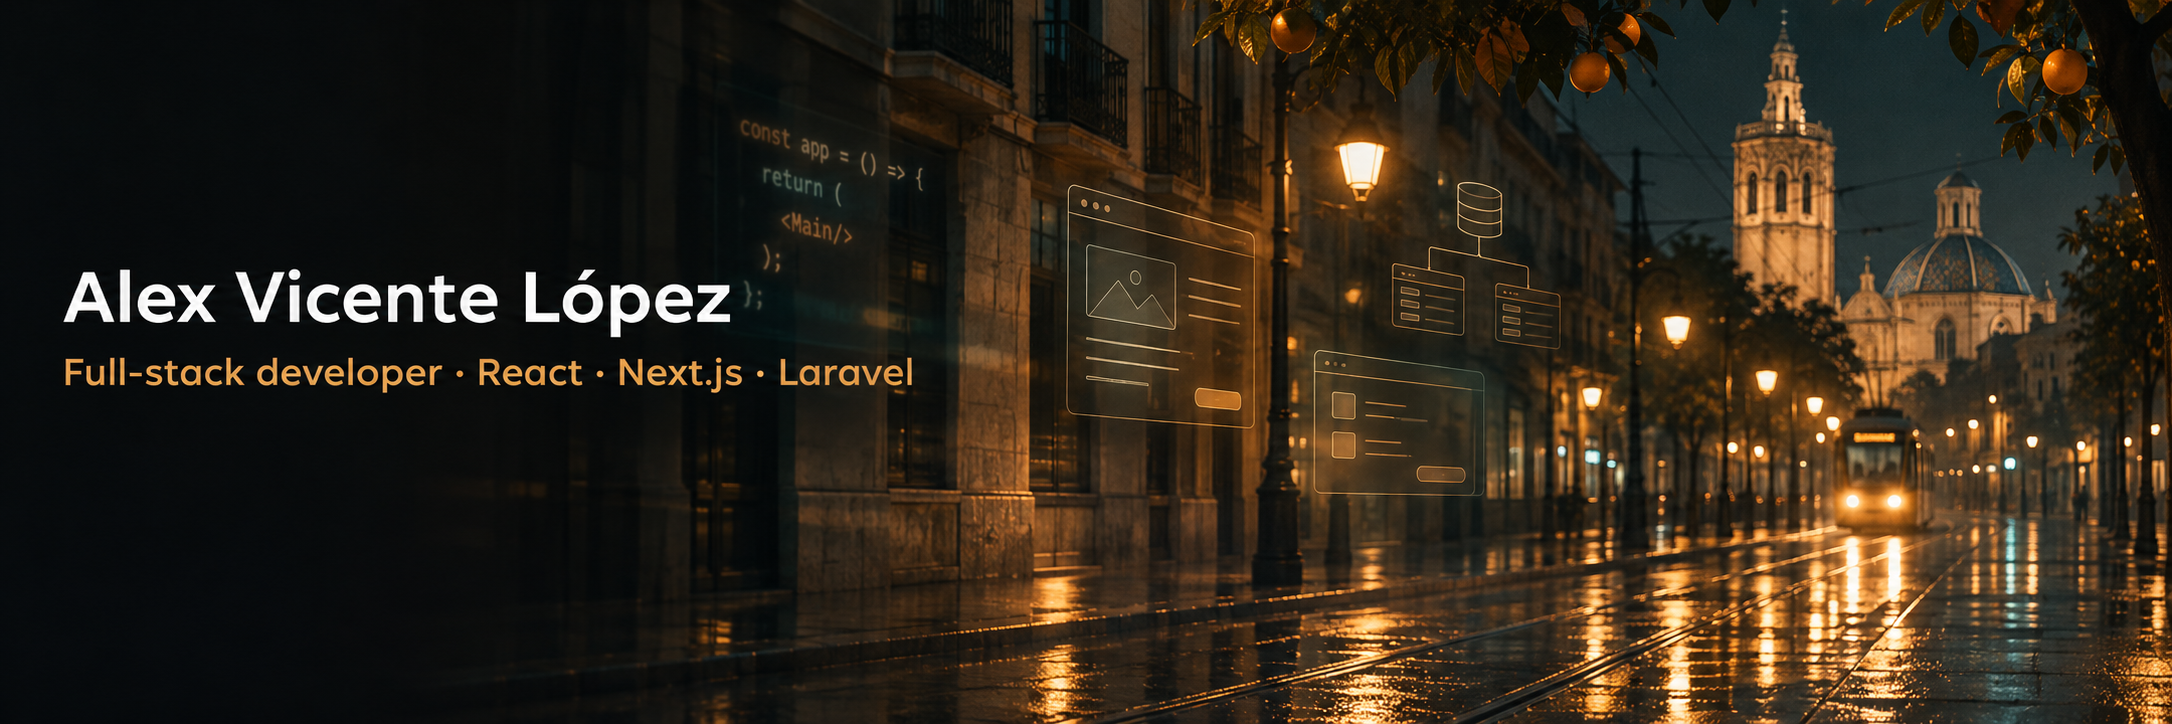 const app = () => {
return (
<Main/>
);
};
Alex Vicente López
Full-stack developer · React · Next.js · Laravel